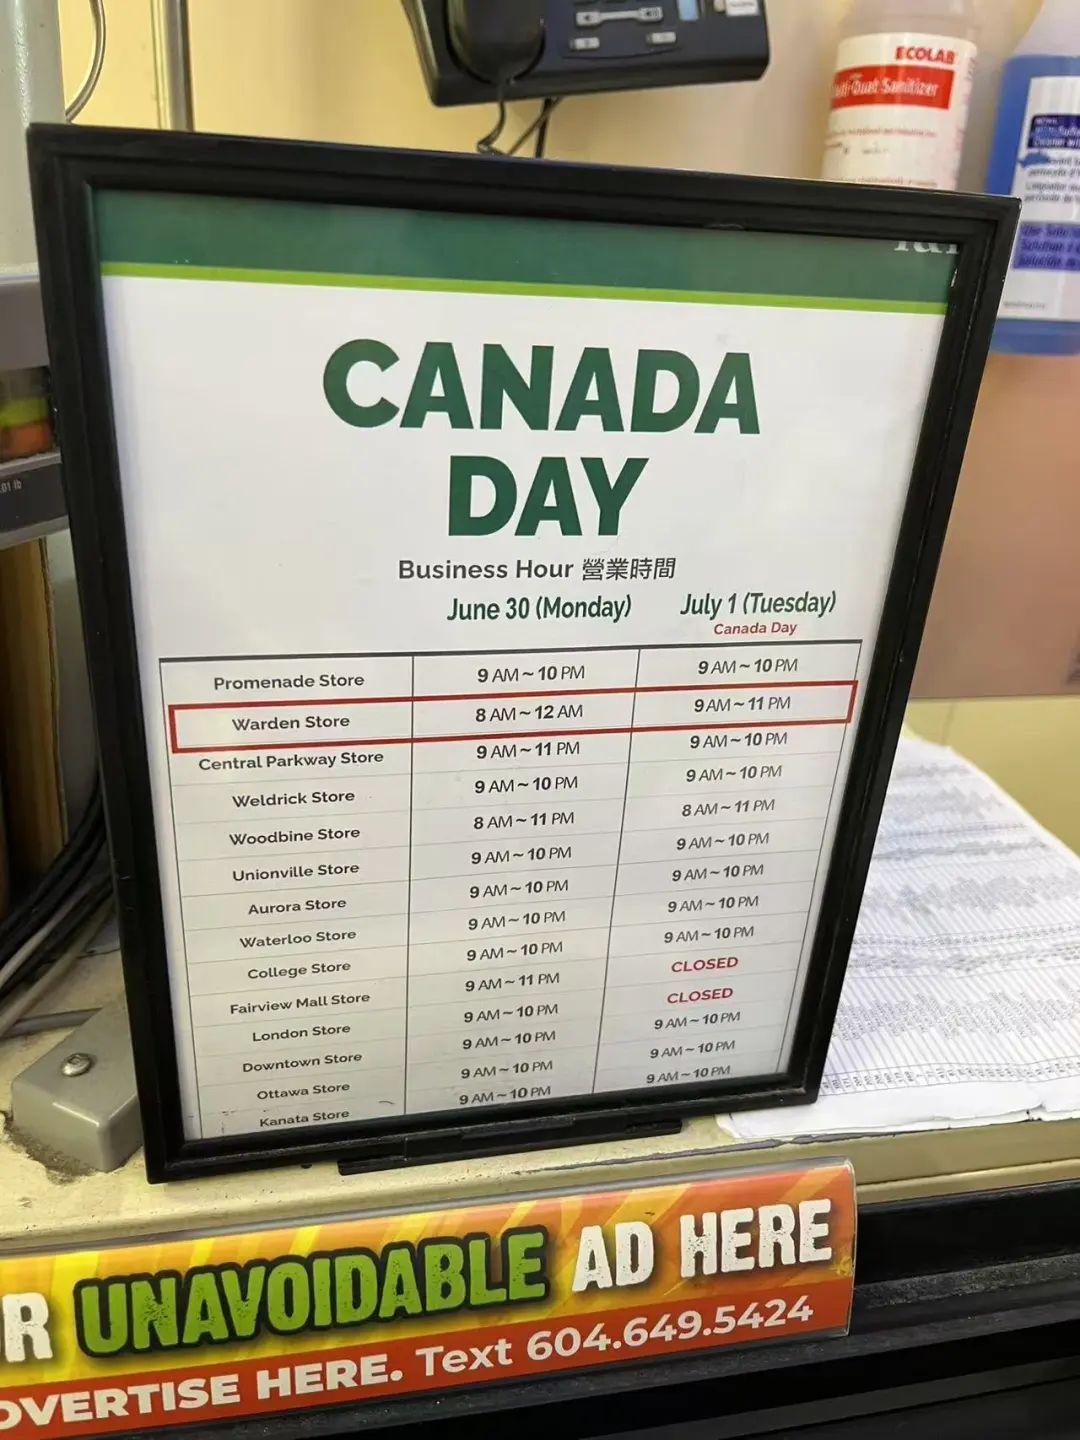 ECOLAB
Sanitizer
.01 lb
CANADA
DAY
Business Hour 營業時間
June 30 (Monday) July 1 (Tuesday)
Canada Day
Promenade Store 9 AM ~ 10 PM 9 AM ~ 10 PM
Warden Store 8 AM ~ 12 AM 9 AM ~ 11 PM
Central Parkway Store 9 AM ~ 11 PM 9 AM ~ 10 PM
Weldrick Store 9 AM ~ 10 PM 9 AM ~ 10 PM
Woodbine Store 8 AM ~ 11 PM 8 AM ~ 11 PM
Unionville Store 9 AM ~ 10 PM 9 AM ~ 10 PM
Aurora Store 9 AM ~ 10 PM 9 AM ~ 10 PM
Waterloo Store 9 AM ~ 10 PM 9 AM ~ 10 PM
College Store 9 AM ~ 10 PM 9 AM ~ 10 PM
Fairview Mall Store 9 AM ~ 11 PM CLOSED
London Store 9 AM ~ 10 PM CLOSED
Downtown Store 9 AM ~ 10 PM 9 AM ~ 10 PM
Ottawa Store 9 AM ~ 10 PM 9 AM ~ 10 PM
Kanata Store 9 AM ~ 10 PM 9 AM ~ 10 PM
R UNAVOIDABLE AD HERE
DVERTISE HERE. Text 604.649.5424